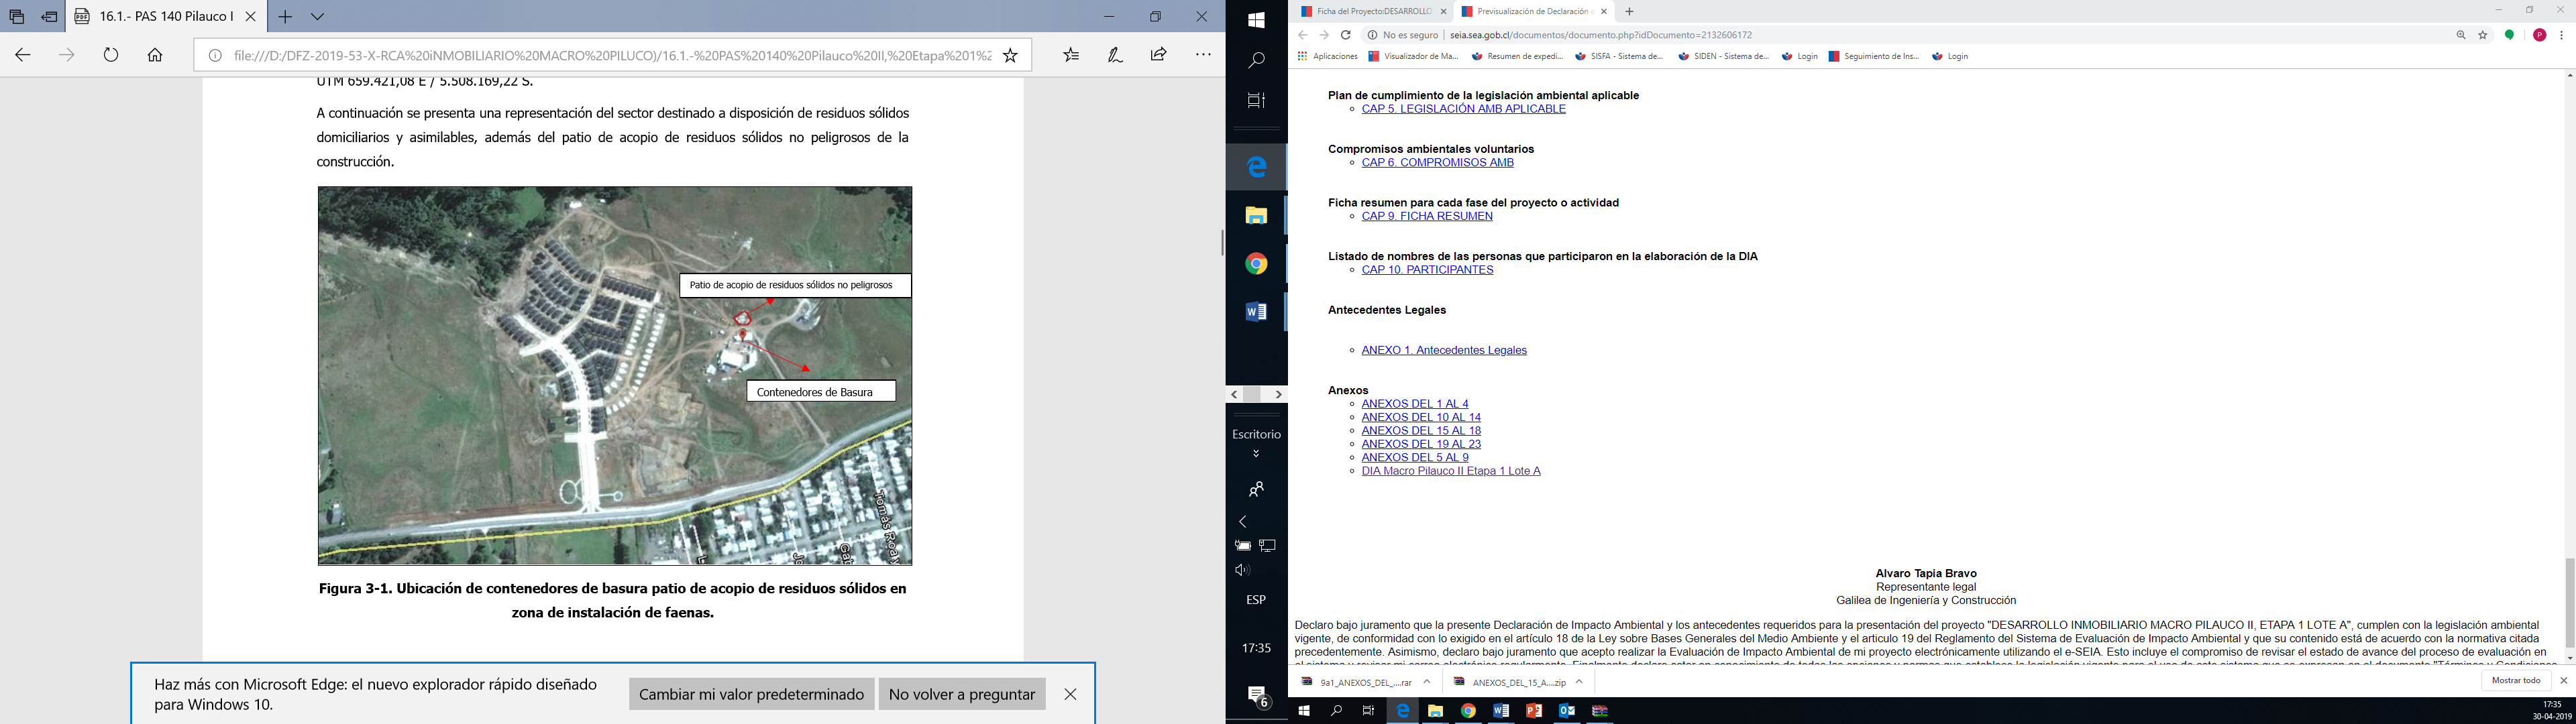 16.1.- PAS 140 Pilauco I
file:///D:/DFZ-2019-53-X-RCA%20iNMOBILIARIO%20MACRO%20PILUCO)/16.1.-%20PAS%20140%20Pilauco%20II,%20Etapa%201%2
UTM 659.421,08 E / 5.508.169,22 S.
A continuación se presenta una representación del sector destinado a disposición de residuos sólidos
domiciliarios y asimilables, además del patio de acopio de residuos sólidos no peligrosos de la
construcción.
Patio de acopio de residuos sólidos no peligrosos
Contenedores de Basura
Tomás Roay
Figura 3-1. Ubicación de contenedores de basura patio de acopio de residuos sólidos en
zona de instalación de faenas.
Haz más con Microsoft Edge: el nuevo explorador rápido diseñado
para Windows 10.
Cambiar mi valor predeterminado
No volver a preguntar
Escritorio
ESP
17:35
6
Ficha del Proyecto:DESARROLLO
Previsualización de Declaración
No es seguro
seia.sea.gob.cl/documentos/documento.php?idDocumento=2132606172
P
Aplicaciones
Visualizador de Ma...
Resumen de expedi...
SISFA - Sistema de...
SIDEN - Sistema de...
Login
Seguimiento de Ins...
Login
Plan de cumplimiento de la legislación ambiental aplicable
CAP 5. LEGISLACIÓN AMB APLICABLE
Compromisos ambientales voluntarios
CAP 6. COMPROMISOS AMB
Ficha resumen para cada fase del proyecto o actividad
CAP 9. FICHA RESUMEN
Listado de nombres de las personas que participaron en la elaboración de la DIA
CAP 10. PARTICIPANTES
Antecedentes Legales
ANEXO 1. Antecedentes Legales
Anexos
ANEXOS DEL 1 AL 4
ANEXOS DEL 10 AL 14
ANEXOS DEL 15 AL 18
ANEXOS DEL 19 AL 23
ANEXOS DEL 5 AL 9
DIA Macro Pilauco II Etapa 1 Lote A
Alvaro Tapia Bravo
Representante legal
Galilea de Ingeniería y Construcción
Declaro bajo juramento que la presente Declaración de Impacto Ambiental y los antecedentes requeridos para la presentación del proyecto "DESARROLLO INMOBILIARIO MACRO PILAUCO II, ETAPA 1 LOTE A", cumplen con la legislación ambiental
vigente, de conformidad con lo exigido en el artículo 18 de la Ley sobre Bases Generales del Medio Ambiente y el articulo 19 del Reglamento del Sistema de Evaluación de Impacto Ambiental y que su contenido está de acuerdo con la normativa citada
precedentemente. Asimismo, declaro bajo juramento que acepto realizar la Evaluación de Impacto Ambiental de mi proyecto electrónicamente utilizando el e-SEIA. Esto incluye el compromiso de revisar el estado de avance del proceso de evaluación en
9a1_ANEXOS_DEL_....rar
ANEXOS_DEL_15_A....zip
Mostrar todo
17:35
30-04-2019